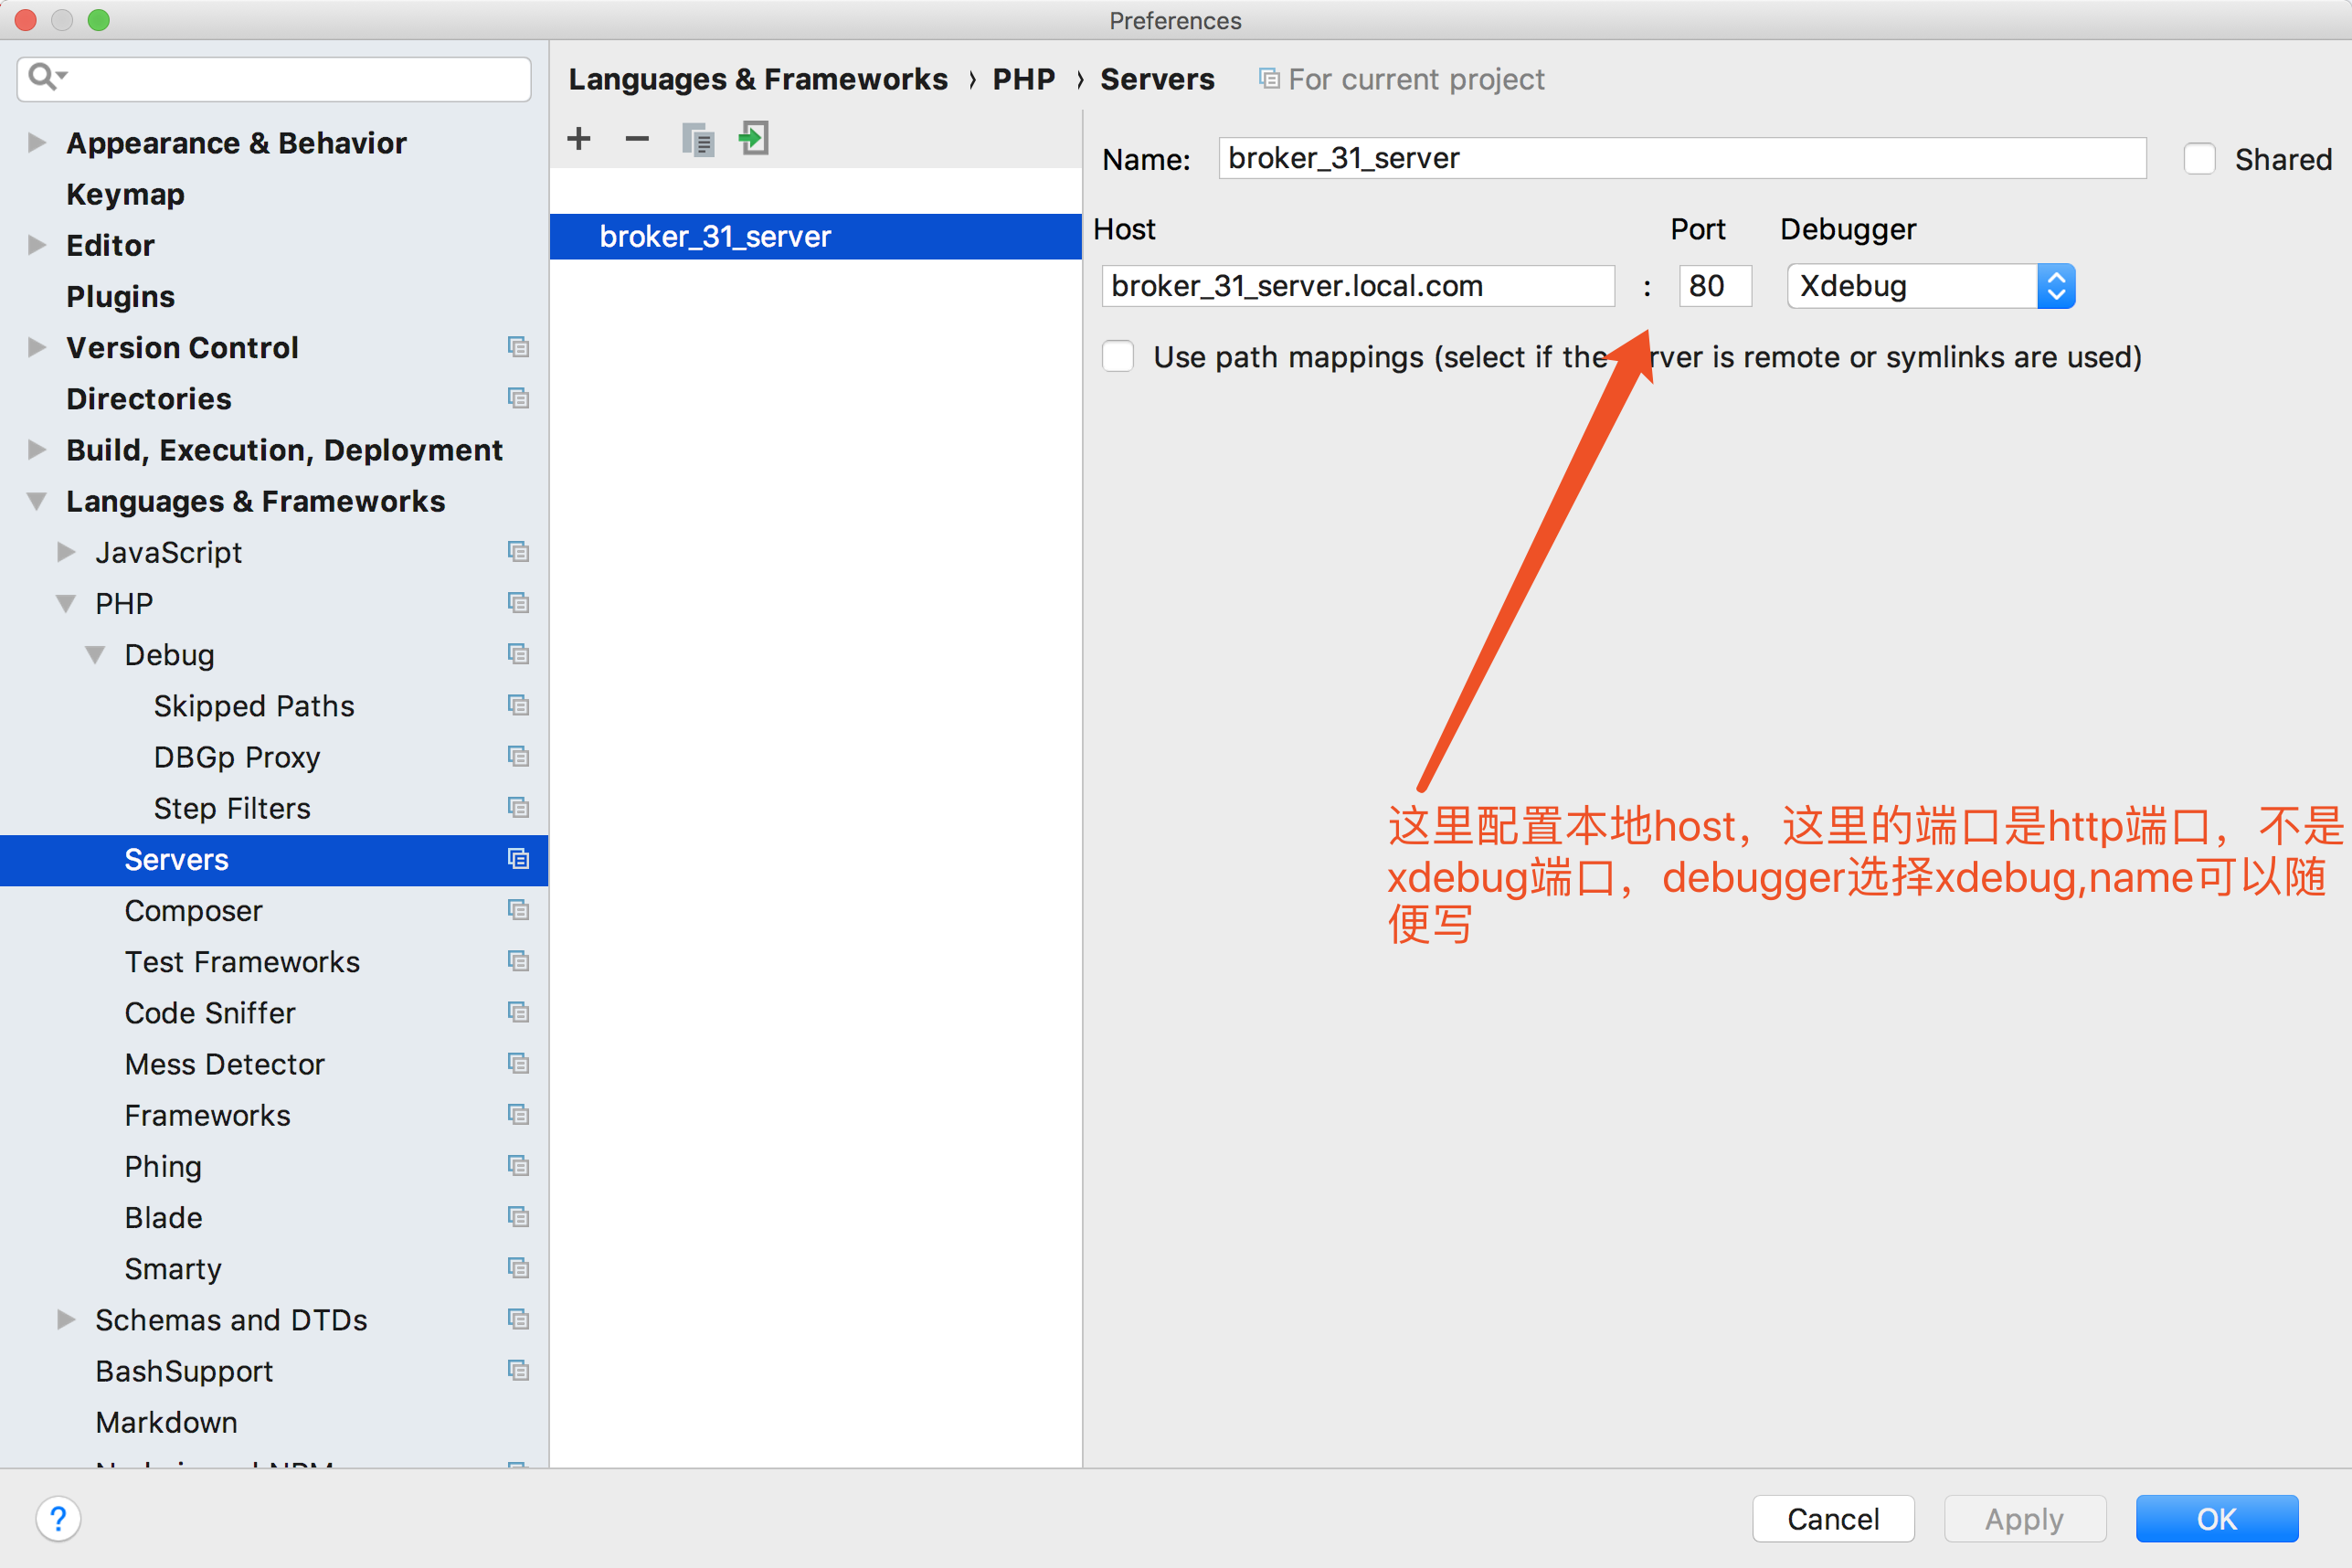 Preferences
Languages & Frameworks › PHP › Servers For current project
Appearance & Behavior
Keymap
Editor
Plugins
Version Control
Directories
Build, Execution, Deployment
Languages & Frameworks
JavaScript
PHP
Debug
Skipped Paths
DBGp Proxy
Step Filters
Servers
Composer
Test Frameworks
Code Sniffer
Mess Detector
Frameworks
Phing
Blade
Smarty
Schemas and DTDs
BashSupport
Markdown
broker_31_server
Name: broker_31_server Shared
Host Port Debugger
broker_31_server.local.com : 80 Xdebug
Use path mappings (select if the server is remote or symlinks are used)
这里配置本地host，这里的端口是http端口，不是
xdebug端口，debugger选择xdebug,name可以随
便写
? Cancel Apply OK